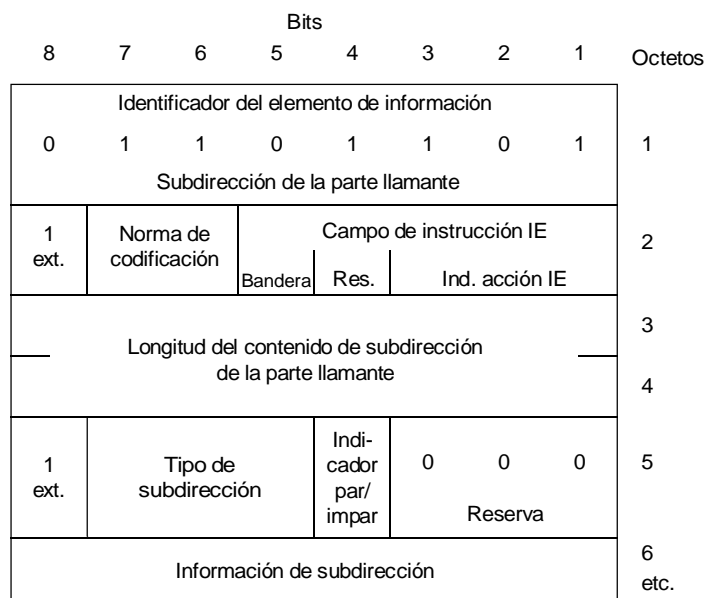 Bits
8 7 6 5 4 3 2 1 Octetos
Identificador del elemento de información
0 1 1 0 1 1 0 1 1
Subdirección de la parte llamante
1 ext. Norma de codificación Campo de instrucción IE 2
Bandera Res. Ind. acción IE
3
Longitud del contenido de subdirección
de la parte llamante
4
1 ext. Tipo de subdirección Indi- cador par/ impar 0 0 0 5
Reserva
Información de subdirección 6
etc.